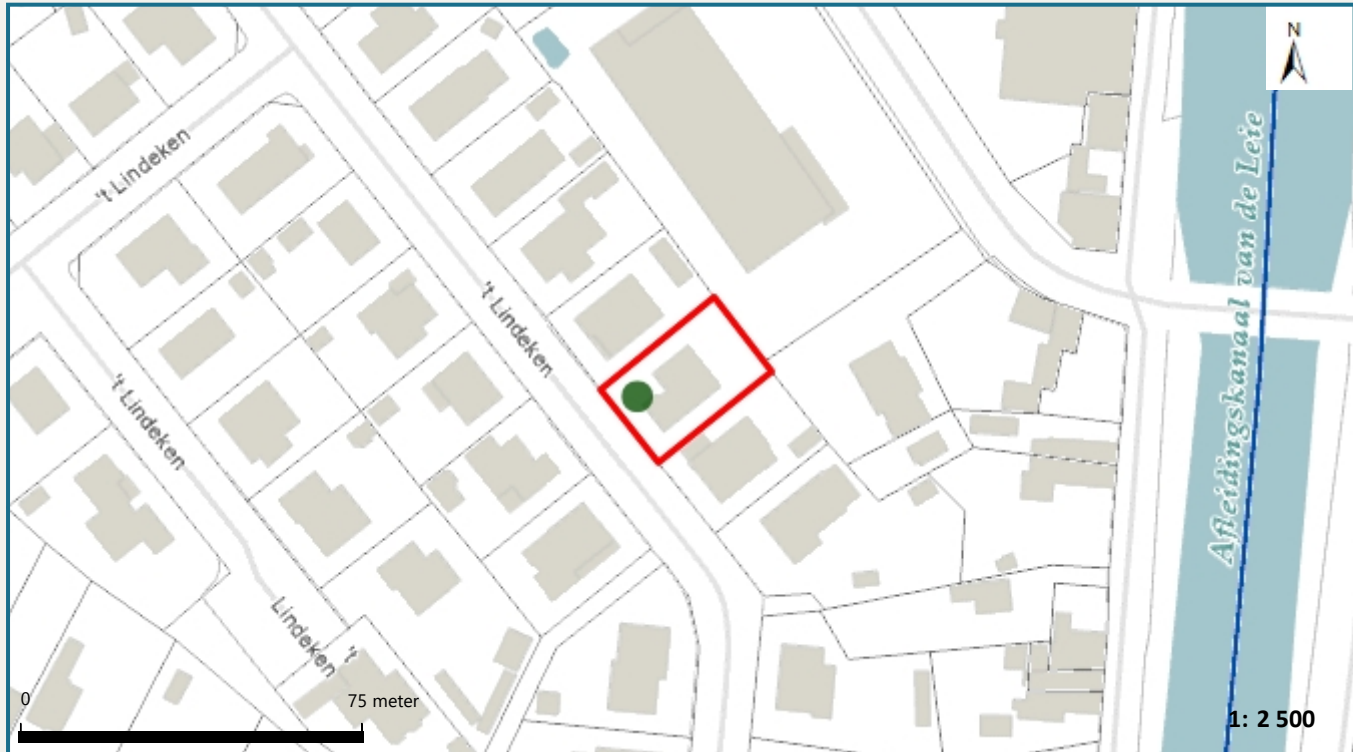 N
't Lindeken
Afleidingskanaal van de Leie
't Lindeken
't Lindeken
't
Lindeken
0
75 meter
1: 2 500